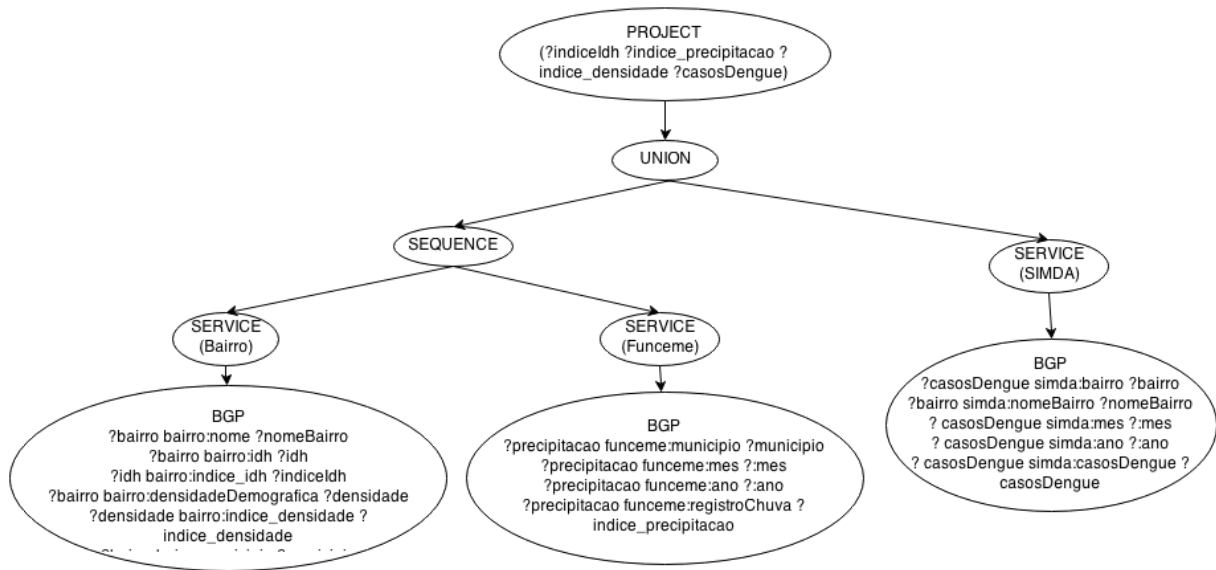 PROJECT
(?indiceIdh ?indice_precipitacao ?
indice_densidade ?casosDengue)
UNION
SEQUENCE
SERVICE
(SIMDA)
SERVICE
(Bairro)
SERVICE
(Funceme)
BGP
?casosDengue simda:bairro ?bairro
?bairro simda:nomeBairro ?nomeBairro
? casosDengue simda:mes ?:mes
? casosDengue simda:ano ?:ano
? casosDengue simda:casosDengue ?
casosDengue
BGP
?bairro bairro:nome ?nomeBairro
?bairro bairro:idh ?idh
?idh bairro:indice_idh ?indiceIdh
?bairro bairro:densidadeDemografica ?densidade
?densidade bairro:indice_densidade ?
indice_densidade
BGP
?precipitacao funceme:municipio ?municipio
?precipitacao funceme:mes ?:mes
?precipitacao funceme:ano ?:ano
?precipitacao funceme:registroChuva ?
indice_precipitacao